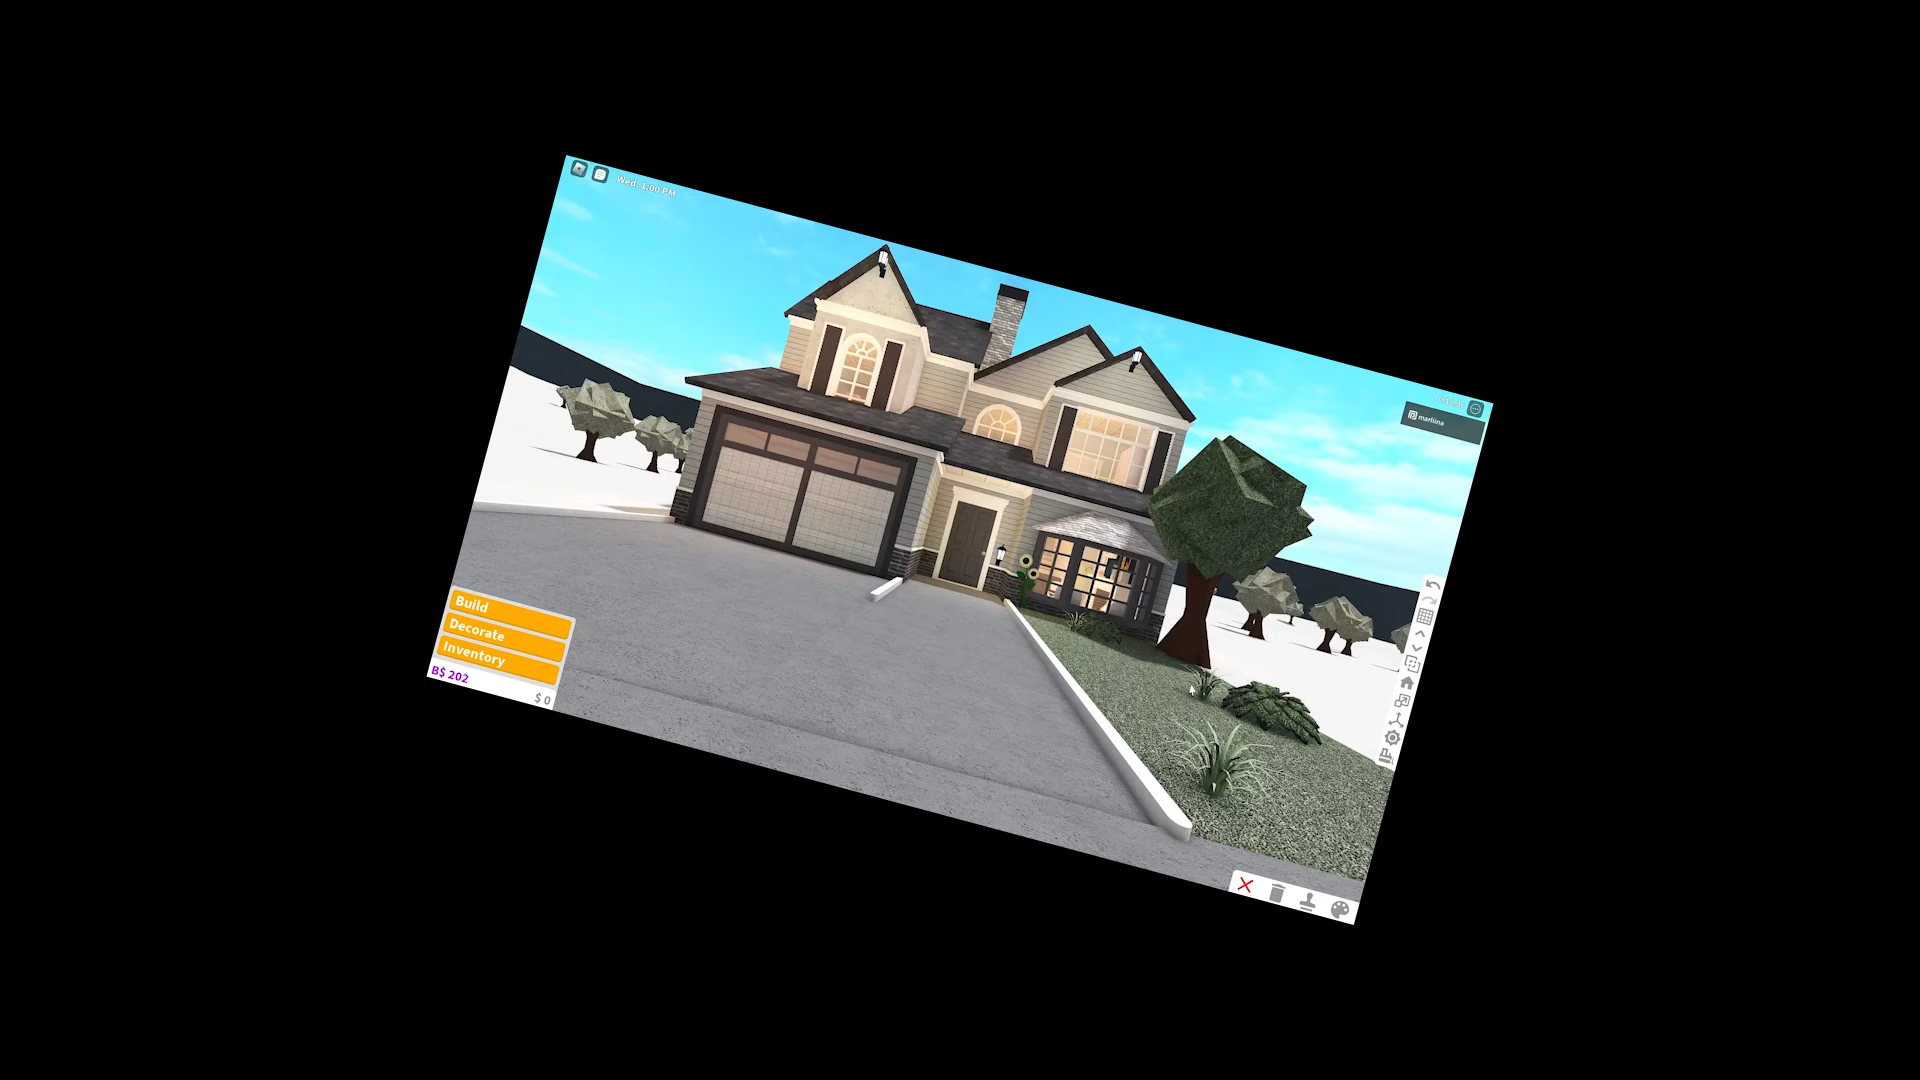 Wed, 1:00 PM
marllina
Build
Decorate
Inventory
B$ 202
$ 0